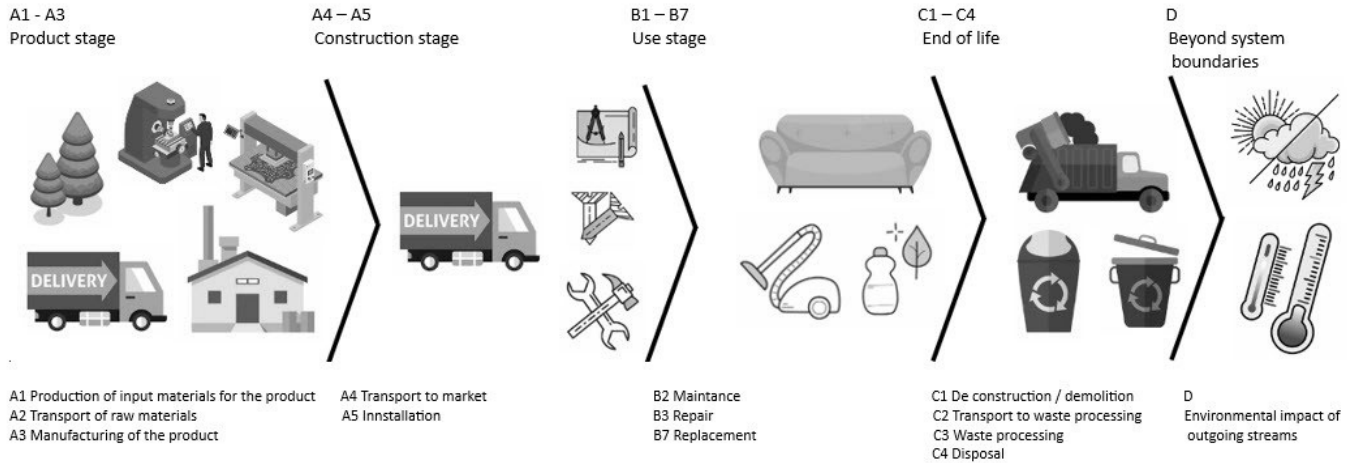 A1 - A3
Product stage
A4 – A5
Construction stage
B1 – B7
Use stage
C1 – C4
End of life
D
Beyond system
boundaries
DELIVERY
DELIVERY
A1 Production of input materials for the product
A2 Transport of raw materials
A3 Manufacturing of the product
A4 Transport to market
A5 Innstallation
B2 Maintance
B3 Repair
B7 Replacement
C1 De construction / demolition
C2 Transport to waste processing
C3 Waste processing
C4 Disposal
D
Environmental impact of
outgoing streams